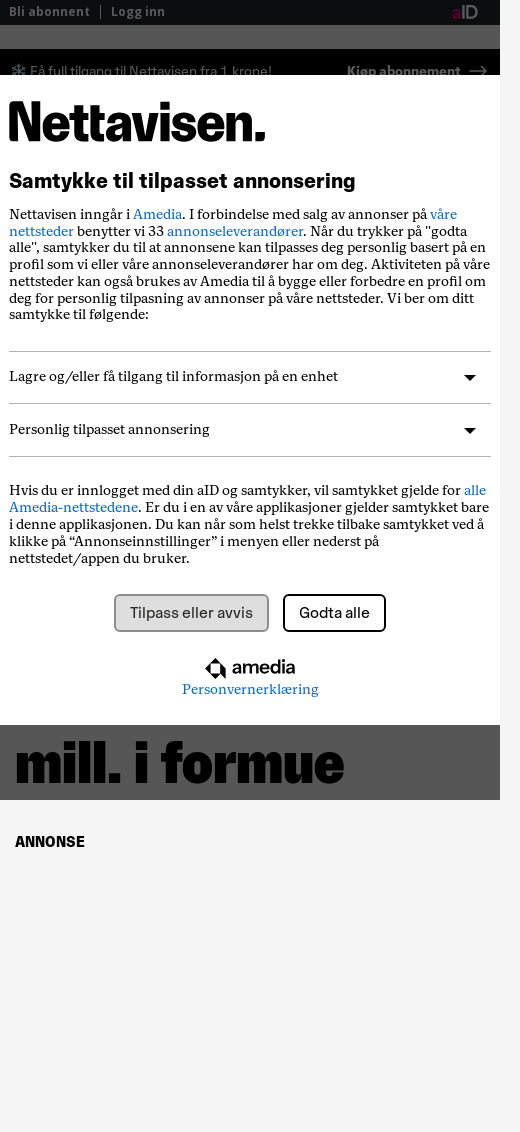 Bli abonnent
Logg inn
aID
Få full tilgang til Nettavisen fra 1 krone!
Kjøp abonnement
Nettavisen.
Samtykke til tilpasset annonsering
Nettavisen inngår i Amedia. I forbindelse med salg av annonser på våre
nettsteder benytter vi 33 annonseleverandører. Når du trykker på "godta
alle", samtykker du til at annonsene kan tilpasses deg personlig basert på en
profil som vi eller våre annonseleverandører har om deg. Aktiviteten på våre
nettsteder kan også brukes av Amedia til å bygge eller forbedre en profil om
deg for personlig tilpasning av annonser på våre nettsteder. Vi ber om ditt
samtykke til følgende:
Lagre og/eller få tilgang til informasjon på en enhet
Personlig tilpasset annonsering
Hvis du er innlogget med din aID og samtykker, vil samtykket gjelde for alle
Amedia-nettstedene. Er du i en av våre applikasjoner gjelder samtykket bare
i denne applikasjonen. Du kan når som helst trekke tilbake samtykket ved å
klikke på “Annonseinnstillinger” i menyen eller nederst på
nettstedet/appen du bruker.
Tilpass eller avvis
Godta alle
amedia
Personvernerklæring
mill. i formue
ANNONSE